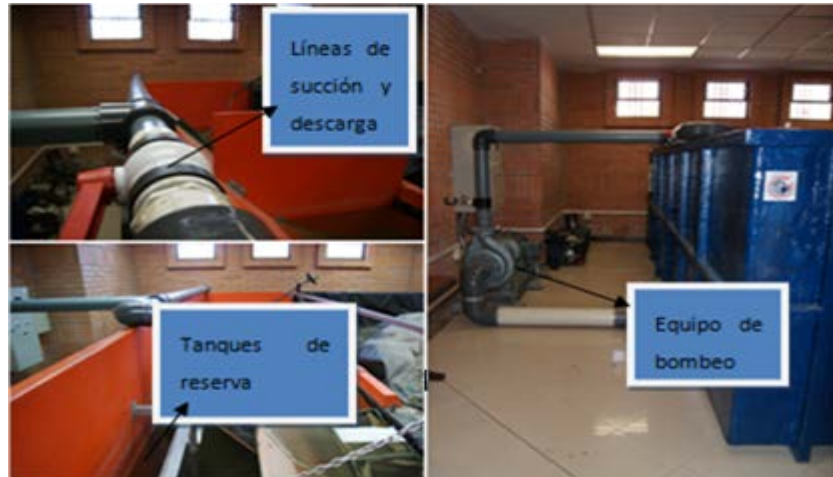 Líneas de
succión y
descarga
Tanques de
reserva
Equipo de
bombeo